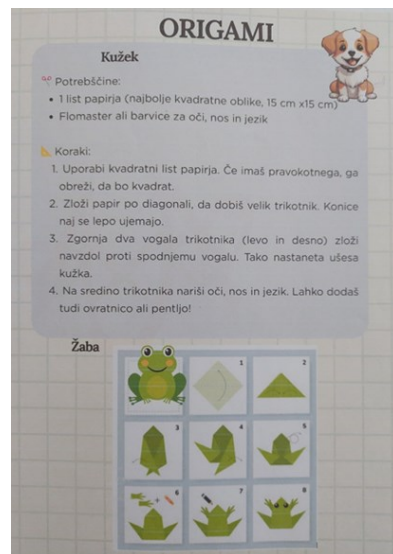 ORIGAMI
Kužek
Potrebščine:
• 1 list papirja (najbolje kvadratne oblike, 15 cm x15 cm)
• Flomaster ali barvice za oči, nos in jezik
Koraki:
1. Uporabi kvadratni list papirja. Če imaš pravokotnega, ga
obreži, da bo kvadrat.
2. Zloži papir po diagonali, da dobiš velik trikotnik. Konice
naj se lepo ujemajo.
3. Zgornja dva vogala trikotnika (levo in desno) zloži
navzdol proti spodnjemu vogalu. Tako nastaneta ušesa
kužka.
4. Na sredino trikotnika nariši oči, nos in jezik. Lahko dodaš
tudi ovratnico ali pentljo!
Žaba
1
2
3
4
5
6
7
8